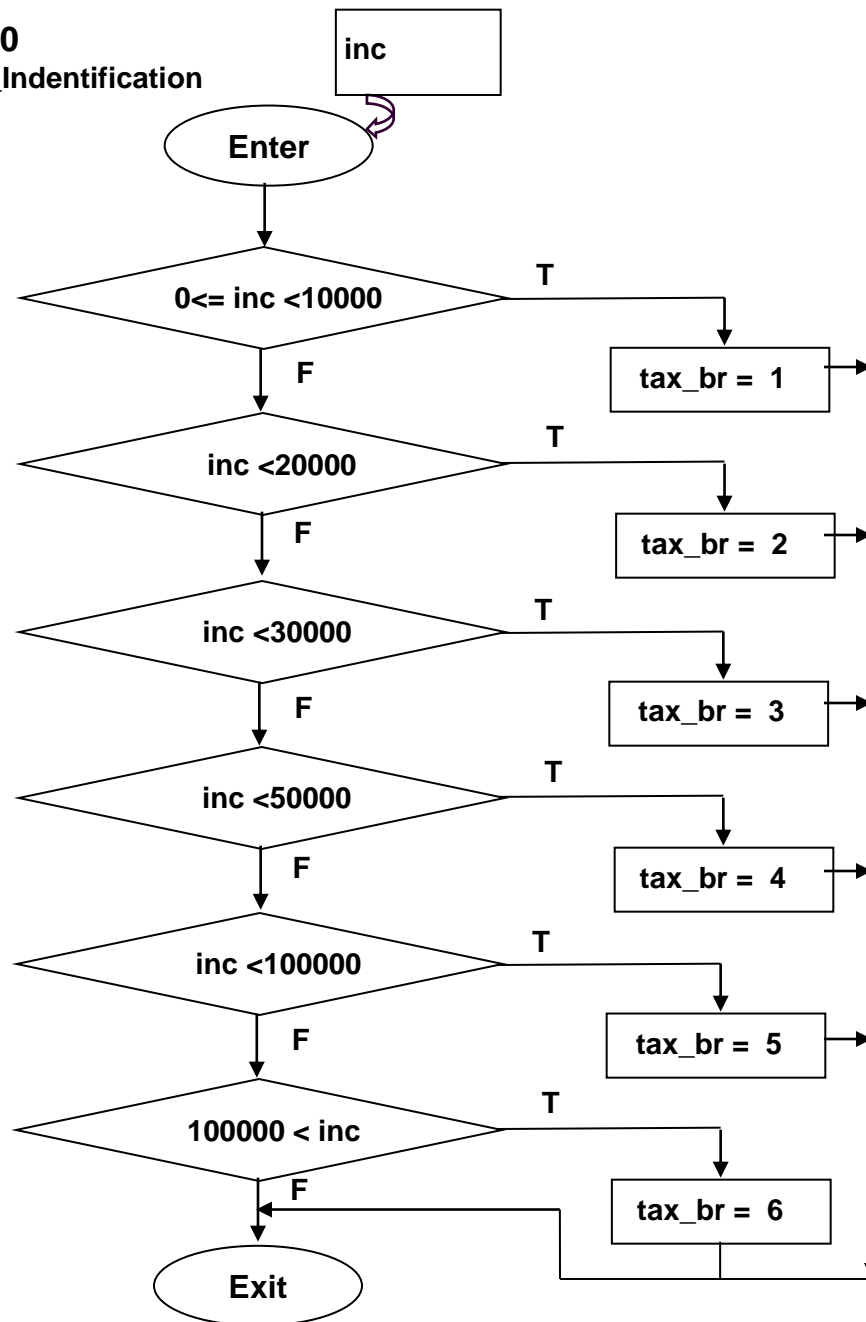 0
_Indentification
inc
Enter
0<= inc <10000
T
tax_br = 1
F
inc <20000
T
tax_br = 2
F
inc <30000
T
tax_br = 3
F
inc <50000
T
tax_br = 4
F
inc <100000
T
tax_br = 5
F
100000 < inc
T
tax_br = 6
F
Exit